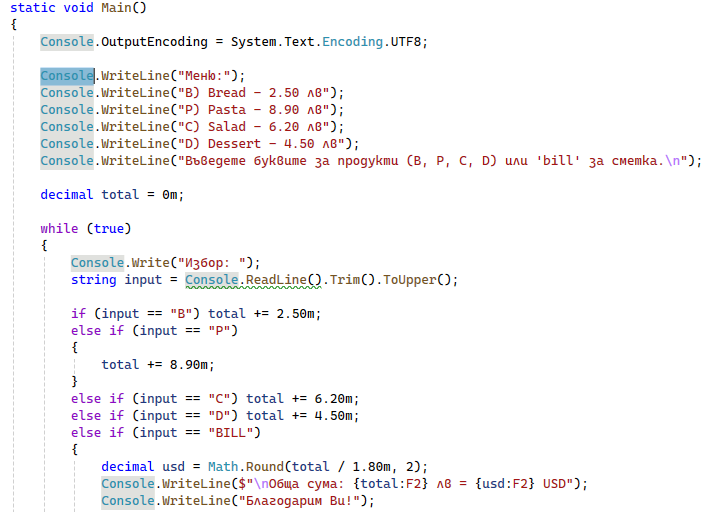 static void Main()
{
Console.OutputEncoding = System.Text.Encoding.UTF8;
Console.WriteLine("Меню:");
Console.WriteLine("B) Bread - 2.50 лв");
Console.WriteLine("P) Pasta - 8.90 лв");
Console.WriteLine("C) Salad - 6.20 лв");
Console.WriteLine("D) Dessert - 4.50 лв");
Console.WriteLine("Въведете буквите за продукти (B, P, C, D) или 'bill' за сметка.\n");
decimal total = 0m;
while (true)
{
Console.Write("Избор: ");
string input = Console.ReadLine().Trim().ToUpper();
if (input == "B") total += 2.50m;
else if (input == "P")
{
total += 8.90m;
}
else if (input == "C") total += 6.20m;
else if (input == "D") total += 4.50m;
else if (input == "BILL")
{
decimal usd = Math.Round(total / 1.80m, 2);
Console.WriteLine($"\nОбща сума: {total:F2} лв = {usd:F2} USD");
Console.WriteLine("Благодарим Ви!");